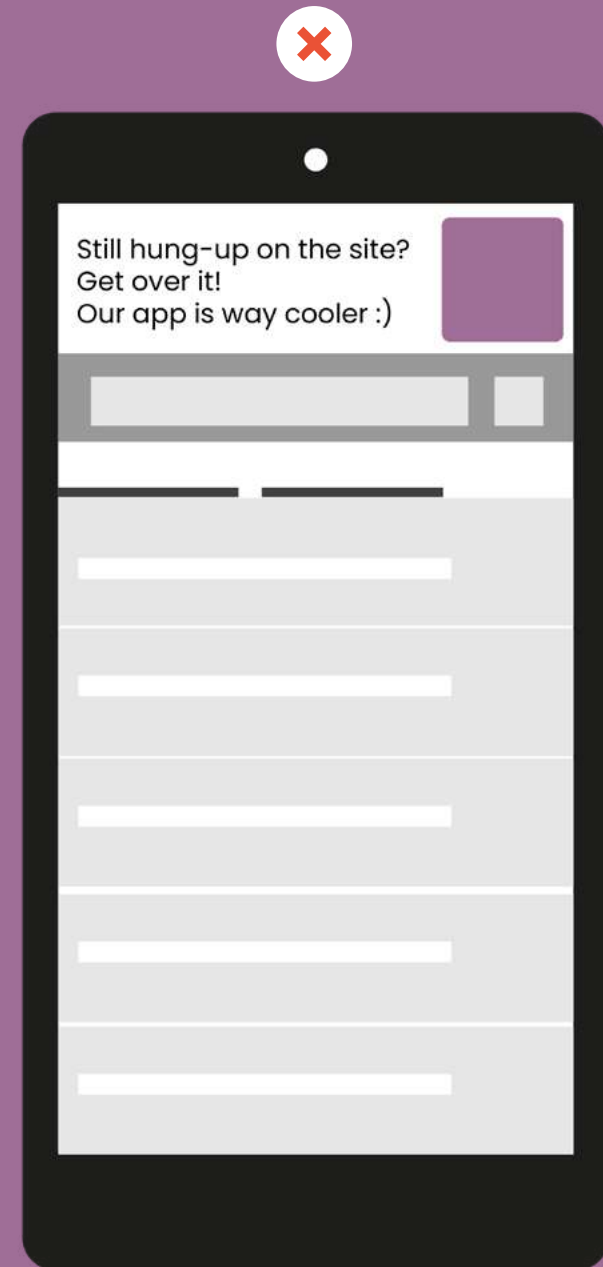 Still hung-up on the site?
Get over it!
Our app is way cooler :)